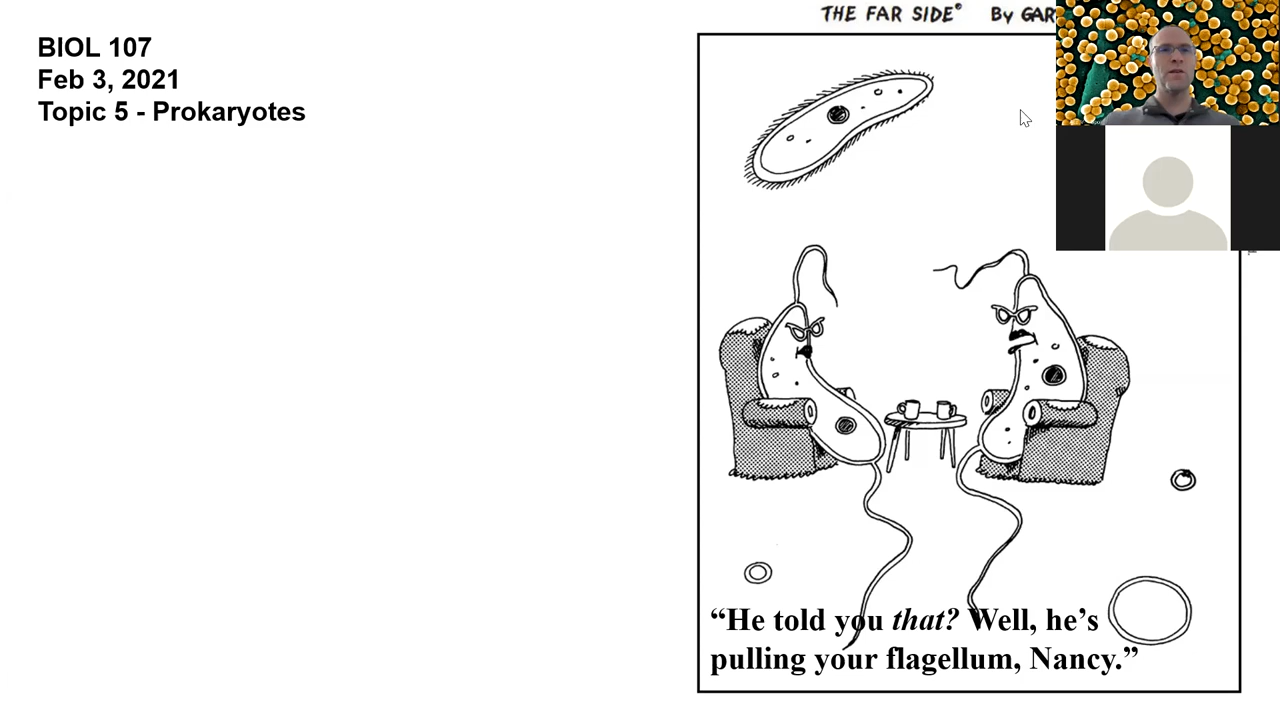 BIOL 107
Feb 3, 2021
Topic 5 - Prokaryotes
THE FAR SIDE® By
“He told you that? Well, he’s
pulling your flagellum, Nancy.”